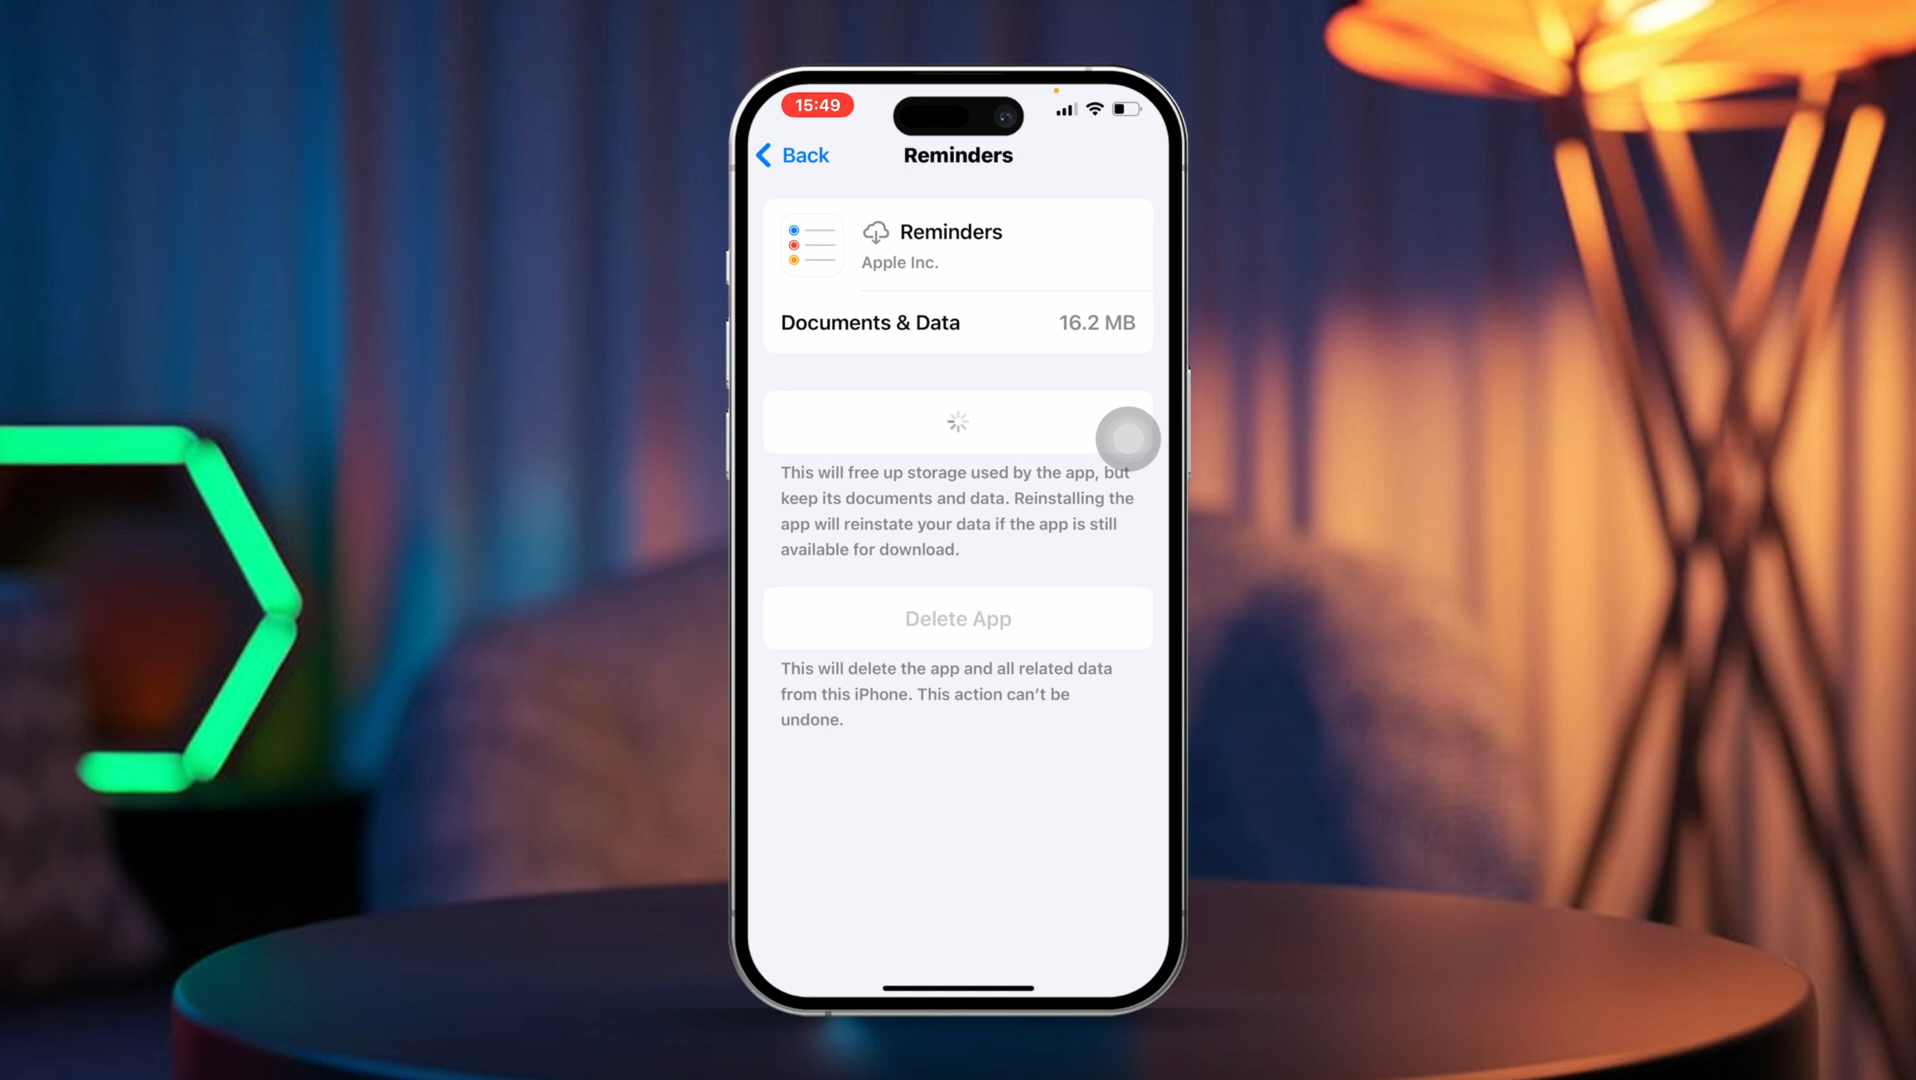 15:49
Back
Reminders
Reminders
Apple Inc.
Documents & Data
16.2 MB
This will free up storage used by the app, but
keep its documents and data. Reinstalling the
app will reinstate your data if the app is still
available for download.
Delete App
This will delete the app and all related data
from this iPhone. This action can’t be
undone.